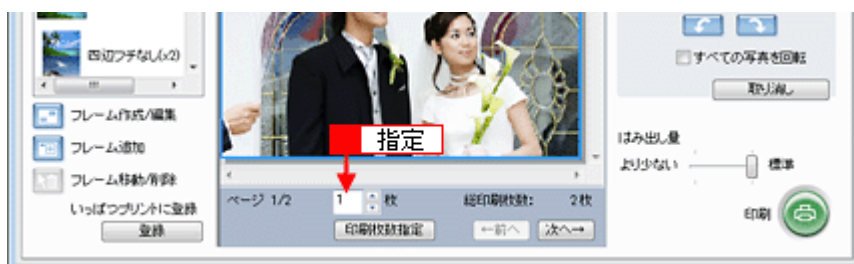 四辺フチなし(x2)
すべての写真を回転
取り消し
フレーム作成/編集
フレーム追加
フレーム移動/削除
いっぱつプリントに登録
登録
指定
はみ出し量
より少ない 標準
ページ 1/2 1 枚 総印刷枚数: 2枚
印刷枚数指定 ←前へ 次へ→
印刷